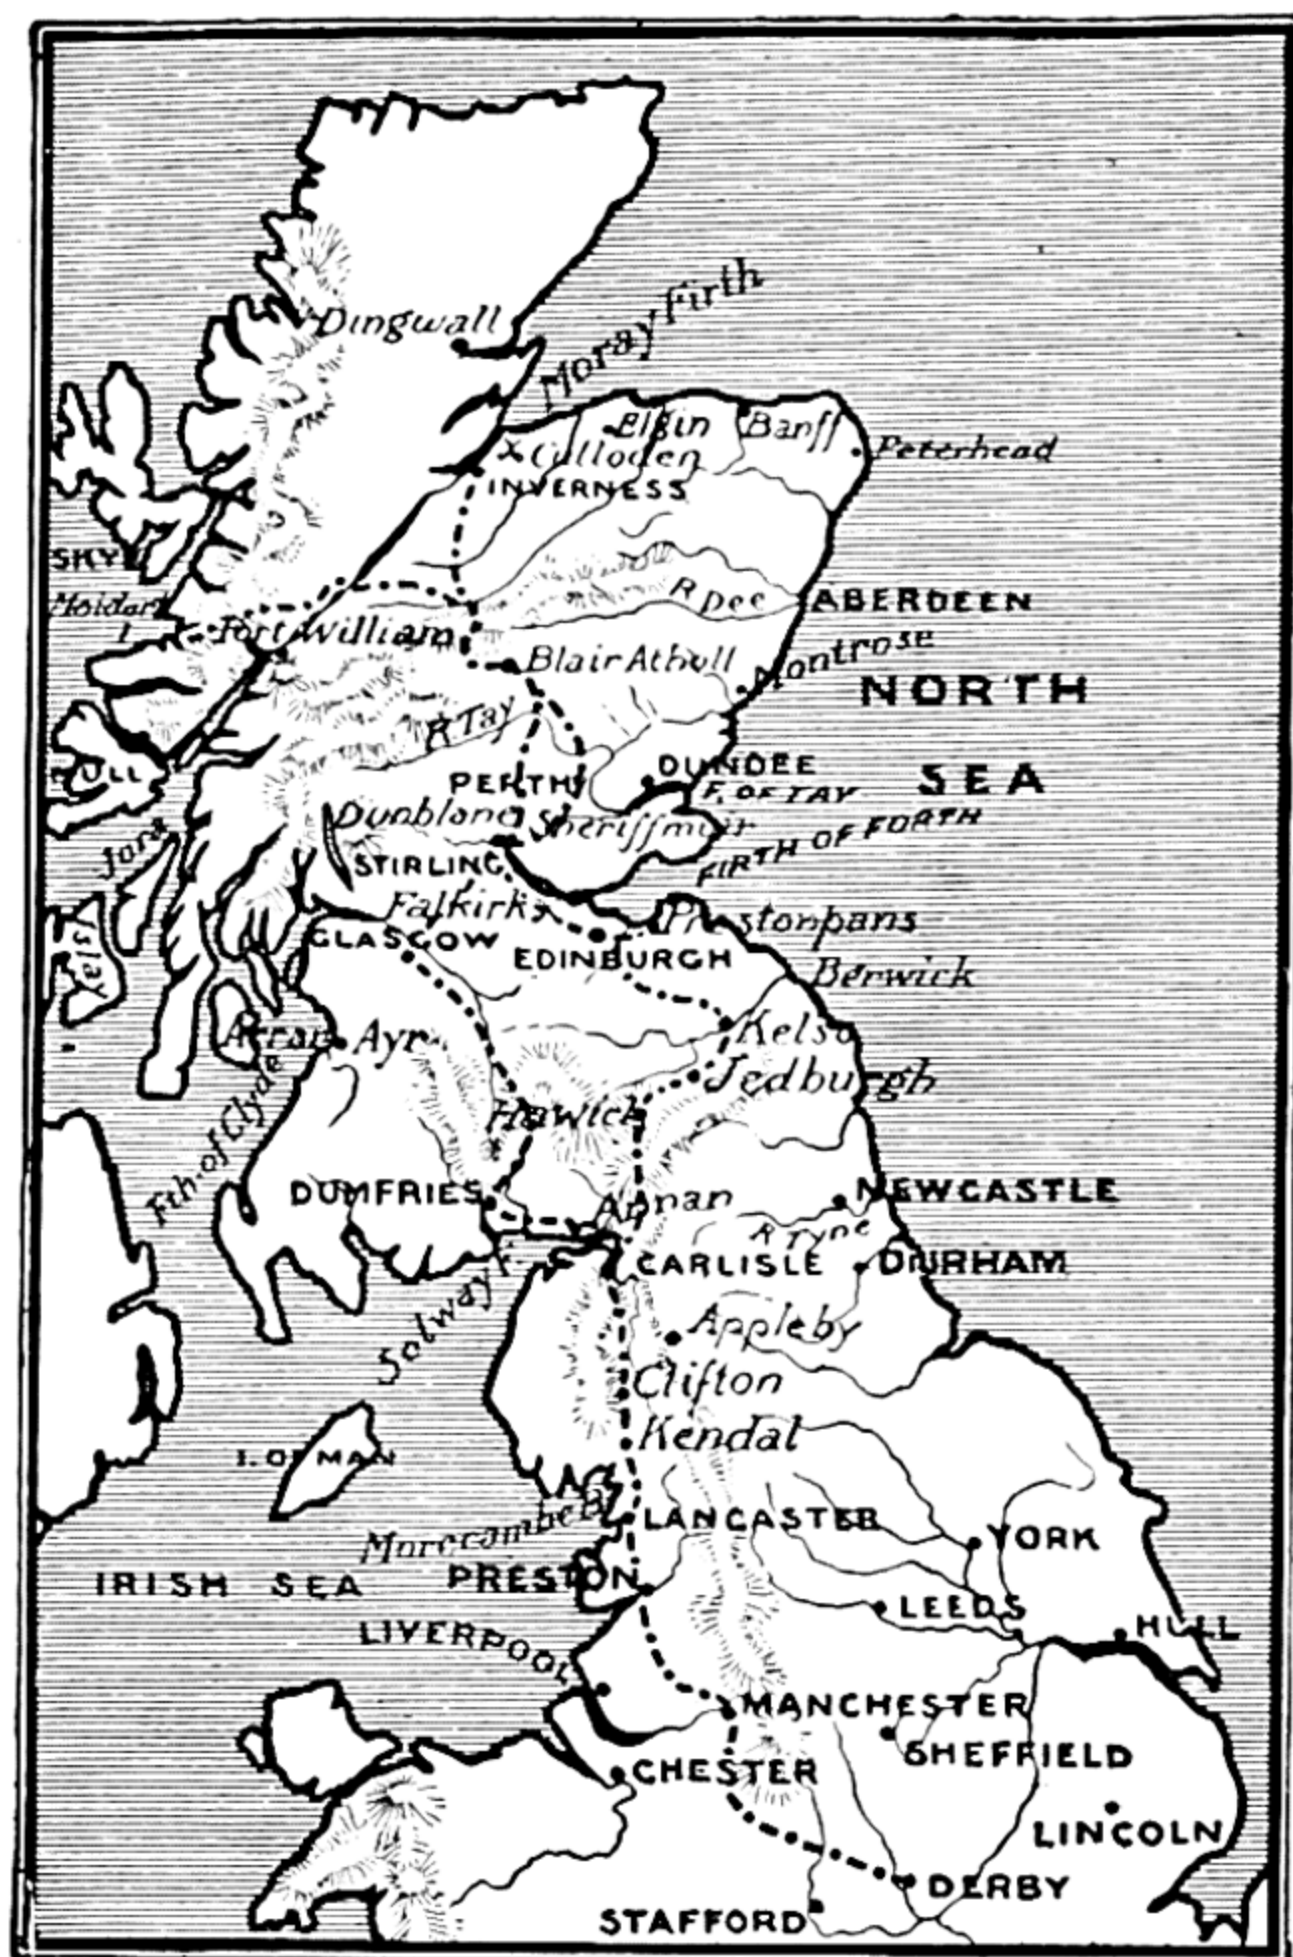 Dingwall
Moray Firth
Elgin
Banff
Culloden
Peterhead
INVERNESS
SKYE
Moidart
R Dee
ABERDEEN
I.
Fort William
Blair Atholl
Montrose
NORTH
SEA
R Tay
MULL
PERTH
DUNDEE
F. OF TAY
Dunblane
Sheriffmuir
FIRTH OF FORTH
Jura
STIRLING
Falkirk
Prestonpans
Islay
GLASGOW
EDINBURGH
Berwick
Arran
Ayr
Kelso
Jedburgh
Fth. of Clyde
Hawick
DUMFRIES
Annan
NEWCASTLE
R Tyne
CARLISLE
DURHAM
Solway F.
Appleby
Clifton
Kendal
I. OF MAN
Morecambe B.
LANCASTER
YORK
IRISH SEA
PRESTON
LEEDS
HULL
LIVERPOOL
MANCHESTER
SHEFFIELD
CHESTER
LINCOLN
DERBY
STAFFORD